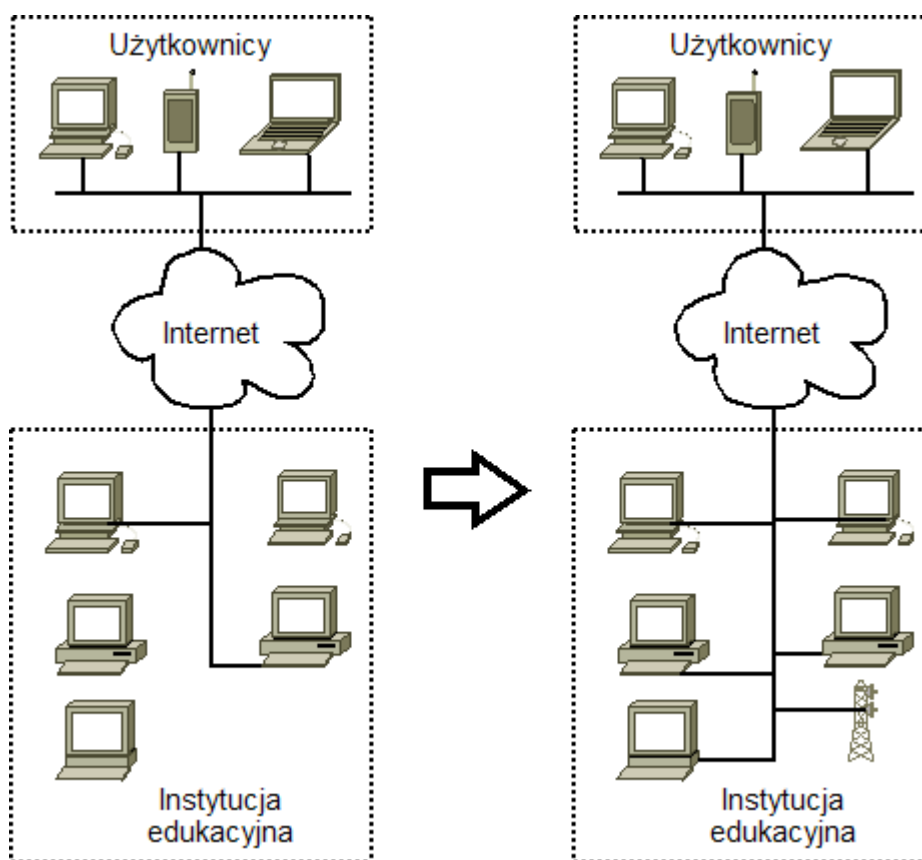 Użytkownicy
Internet
Instytucja
edukacyjna
Użytkownicy
Internet
Instytucja
edukacyjna